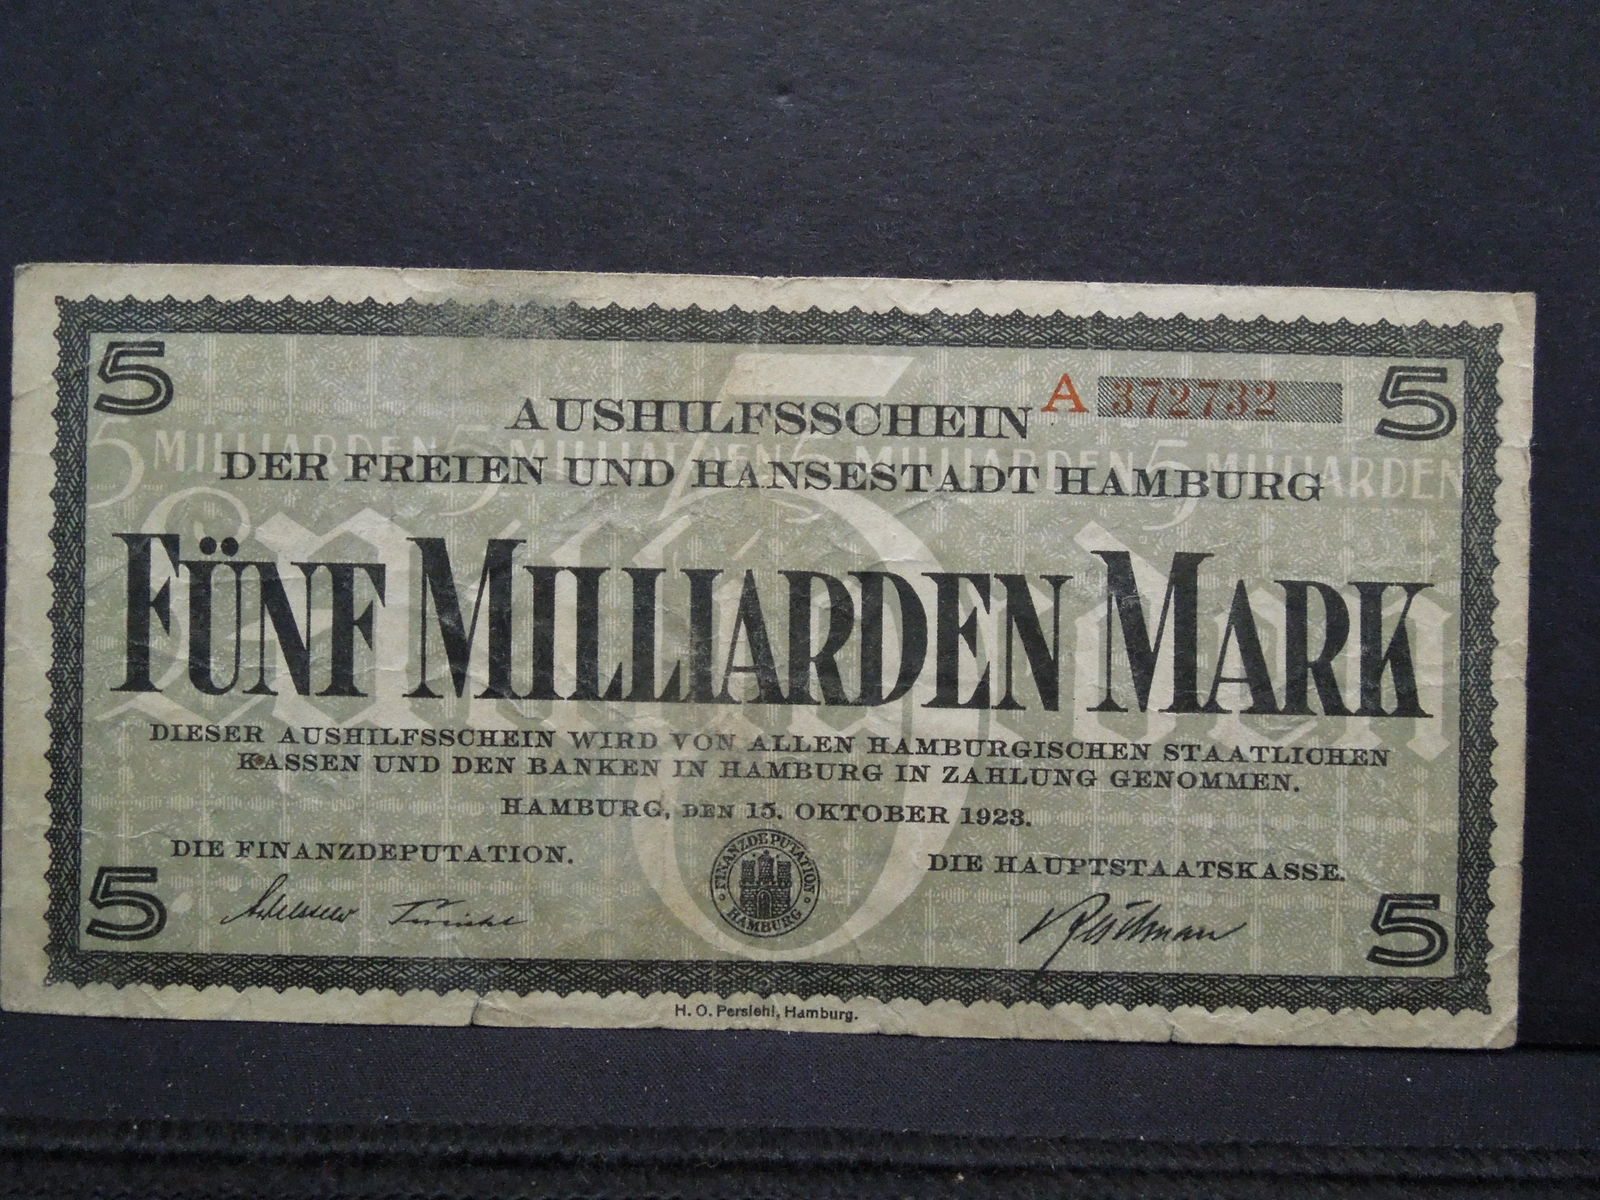 5 5
A 372732
AUSHILFSSCHEIN
DER FREIEN UND HANSESTADT HAMBURG
5 MILLIARDEN 5 MILLIARDEN 5 MILLIARDEN 5 MILLIARDEN
5
FÜNF MILLIARDEN MARK
DIESER AUSHILFSSCHEIN WIRD VON ALLEN HAMBURGISCHEN STAATLICHEN
KASSEN UND DEN BANKEN IN HAMBURG IN ZAHLUNG GENOMMEN.
HAMBURG, DEN 15. OKTOBER 1923.
DIE FINANZDEPUTATION.
DIE HAUPTSTAATSKASSE.
FINANZDEPUTATION
HAMBURG
5 5
H. O. Persiehl, Hamburg.